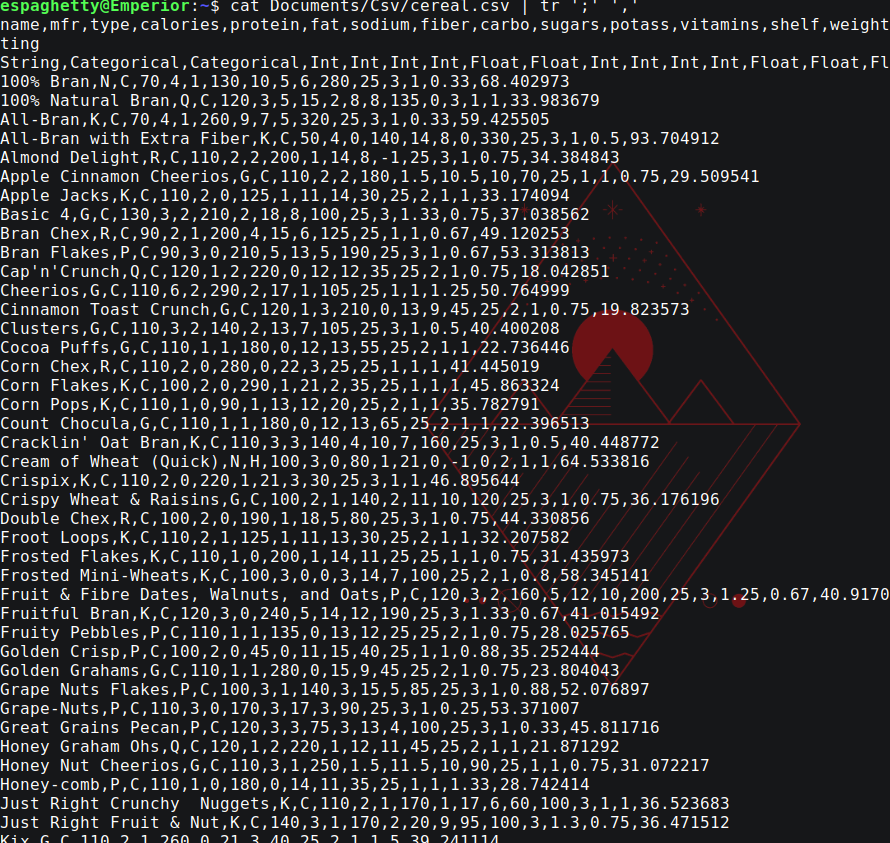 espaghetty@Emperior:~$ cat Documents/Csv/cereal.csv | tr ';' ','
name,mfr,type,calories,protein,fat,sodium,fiber,carbo,sugars,potass,vitamins,shelf,weight
ting
String,Categorical,Categorical,Int,Int,Int,Int,Float,Float,Int,Int,Int,Int,Float,Float,Fl
100% Bran,N,C,70,4,1,130,10,5,6,280,25,3,1,0.33,68.402973
100% Natural Bran,Q,C,120,3,5,15,2,8,8,135,0,3,1,1,33.983679
All-Bran,K,C,70,4,1,260,9,7,5,320,25,3,1,0.33,59.425505
All-Bran with Extra Fiber,K,C,50,4,0,140,14,8,0,330,25,3,1,0.5,93.704912
Almond Delight,R,C,110,2,2,200,1,14,8,-1,25,3,1,0.75,34.384843
Apple Cinnamon Cheerios,G,C,110,2,2,180,1.5,10.5,10,70,25,1,1,0.75,29.509541
Apple Jacks,K,C,110,2,0,125,1,11,14,30,25,2,1,1,33.174094
Basic 4,G,C,130,3,2,210,2,18,8,100,25,3,1.33,0.75,37.038562
Bran Chex,R,C,90,2,1,200,4,15,6,125,25,1,1,0.67,49.120253
Bran Flakes,P,C,90,3,0,210,5,13,5,190,25,3,1,0.67,53.313813
Cap'n'Crunch,Q,C,120,1,2,220,0,12,12,35,25,2,1,0.75,18.042851
Cheerios,G,C,110,6,2,290,2,17,1,105,25,1,1,1.25,50.764999
Cinnamon Toast Crunch,G,C,120,1,3,210,0,13,9,45,25,2,1,0.75,19.823573
Clusters,G,C,110,3,2,140,2,13,7,105,25,3,1,0.5,40.400208
Cocoa Puffs,G,C,110,1,1,180,0,12,13,55,25,2,1,1,22.736446
Corn Chex,R,C,110,2,0,280,0,22,3,25,25,1,1,1,41.445019
Corn Flakes,K,C,100,2,0,290,1,21,2,35,25,1,1,1,45.863324
Corn Pops,K,C,110,1,0,90,1,13,12,20,25,2,1,1,35.782791
Count Chocula,G,C,110,1,1,180,0,12,13,65,25,2,1,1,22.396513
Cracklin' Oat Bran,K,C,110,3,3,140,4,10,7,160,25,3,1,0.5,40.448772
Cream of Wheat (Quick),N,H,100,3,0,80,1,21,0,-1,0,2,1,1,64.533816
Crispix,K,C,110,2,0,220,1,21,3,30,25,3,1,1,46.895644
Crispy Wheat & Raisins,G,C,100,2,1,140,2,11,10,120,25,3,1,0.75,36.176196
Double Chex,R,C,100,2,0,190,1,18,5,80,25,3,1,0.75,44.330856
Froot Loops,K,C,110,2,1,125,1,11,13,30,25,2,1,1,32.207582
Frosted Flakes,K,C,110,1,0,200,1,14,11,25,25,1,1,0.75,31.435973
Frosted Mini-Wheats,K,C,100,3,0,0,3,14,7,100,25,2,1,0.8,58.345141
Fruit & Fibre Dates, Walnuts, and Oats,P,C,120,3,2,160,5,12,10,200,25,3,1.25,0.67,40.9170
Fruitful Bran,K,C,120,3,0,240,5,14,12,190,25,3,1.33,0.67,41.015492
Fruity Pebbles,P,C,110,1,1,135,0,13,12,25,25,2,1,0.75,28.025765
Golden Crisp,P,C,100,2,0,45,0,11,15,40,25,1,1,0.88,35.252444
Golden Grahams,G,C,110,1,1,280,0,15,9,45,25,2,1,0.75,23.804043
Grape Nuts Flakes,P,C,100,3,1,140,3,15,5,85,25,3,1,0.88,52.076897
Grape-Nuts,P,C,110,3,0,170,3,17,3,90,25,3,1,0.25,53.371007
Great Grains Pecan,P,C,120,3,3,75,3,13,4,100,25,3,1,0.33,45.811716
Honey Graham Ohs,Q,C,120,1,2,220,1,12,11,45,25,2,1,1,21.871292
Honey Nut Cheerios,G,C,110,3,1,250,1.5,11.5,10,90,25,1,1,0.75,31.072217
Honey-comb,P,C,110,1,0,180,0,14,11,35,25,1,1,1.33,28.742414
Just Right Crunchy  Nuggets,K,C,110,2,1,170,1,17,6,60,100,3,1,1,36.523683
Just Right Fruit & Nut,K,C,140,3,1,170,2,20,9,95,100,3,1.3,0.75,36.471512
Kix,G,C,110,2,1,260,0,21,3,40,25,2,1,1.5,39.241114